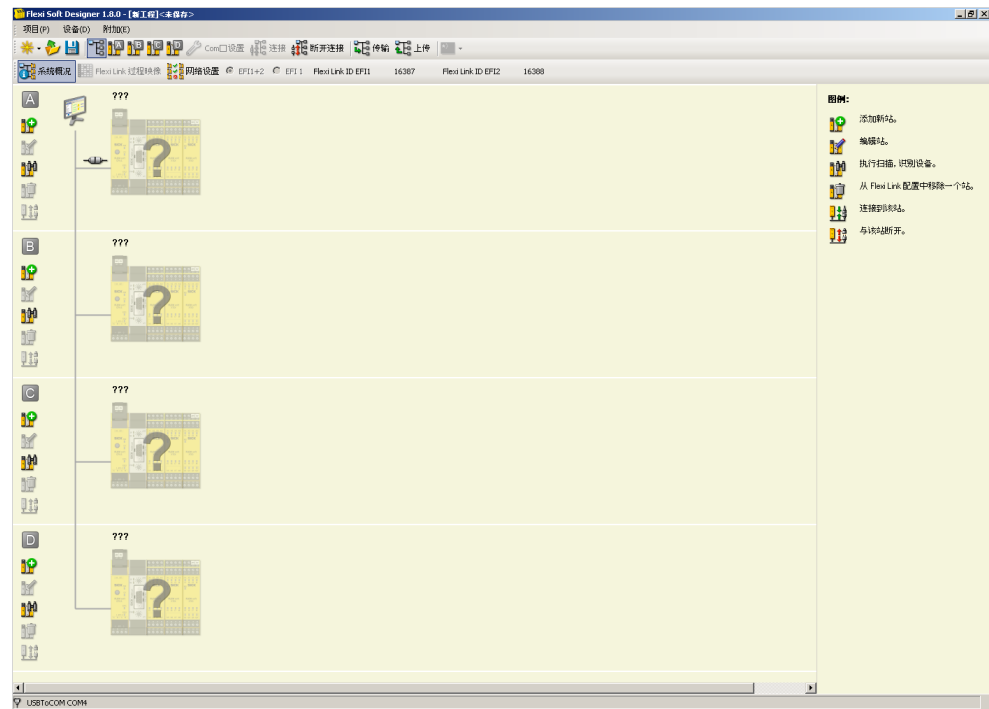 Flexi Soft Designer 1.8.0 - [新工程]<未保存>
项目(P) 设备(D) 附加(E)
A B C D Com口设置 连接 断开连接 传输 上传
系统概况 Flexi Link 过程映像 网络设置 EFI1+2 EFI 1 Flexi Link ID EFI1 16387 Flexi Link ID EFI2 16388
A ???
B ???
C ???
D ???
图例:
添加新站。
编辑站。
执行扫描, 识别设备。
从 Flexi Link 配置中移除一个站。
连接到该站。
与该站断开。
USBToCOM COM4